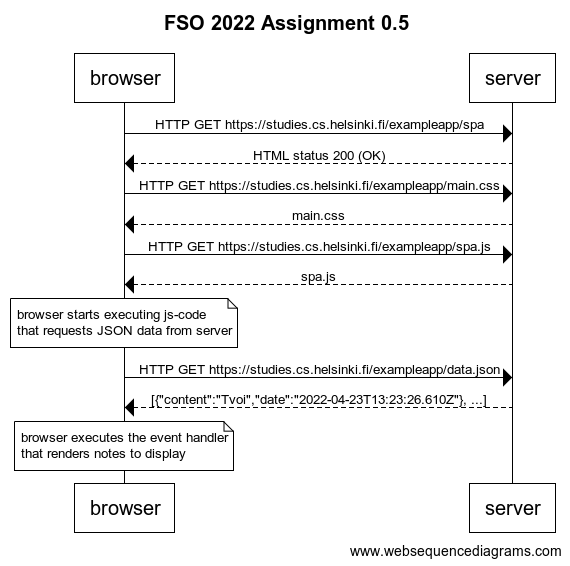 FSO 2022 Assignment 0.5
browser
server
HTTP GET https://studies.cs.helsinki.fi/exampleapp/spa
HTML status 200 (OK)
HTTP GET https://studies.cs.helsinki.fi/exampleapp/main.css
main.css
HTTP GET https://studies.cs.helsinki.fi/exampleapp/spa.js
spa.js
browser starts executing js-code
that requests JSON data from server
HTTP GET https://studies.cs.helsinki.fi/exampleapp/data.json
[{"content":"Tvoi","date":"2022-04-23T13:23:26.610Z"}, ...]
browser executes the event handler
that renders notes to display
browser
server
www.websequencediagrams.com